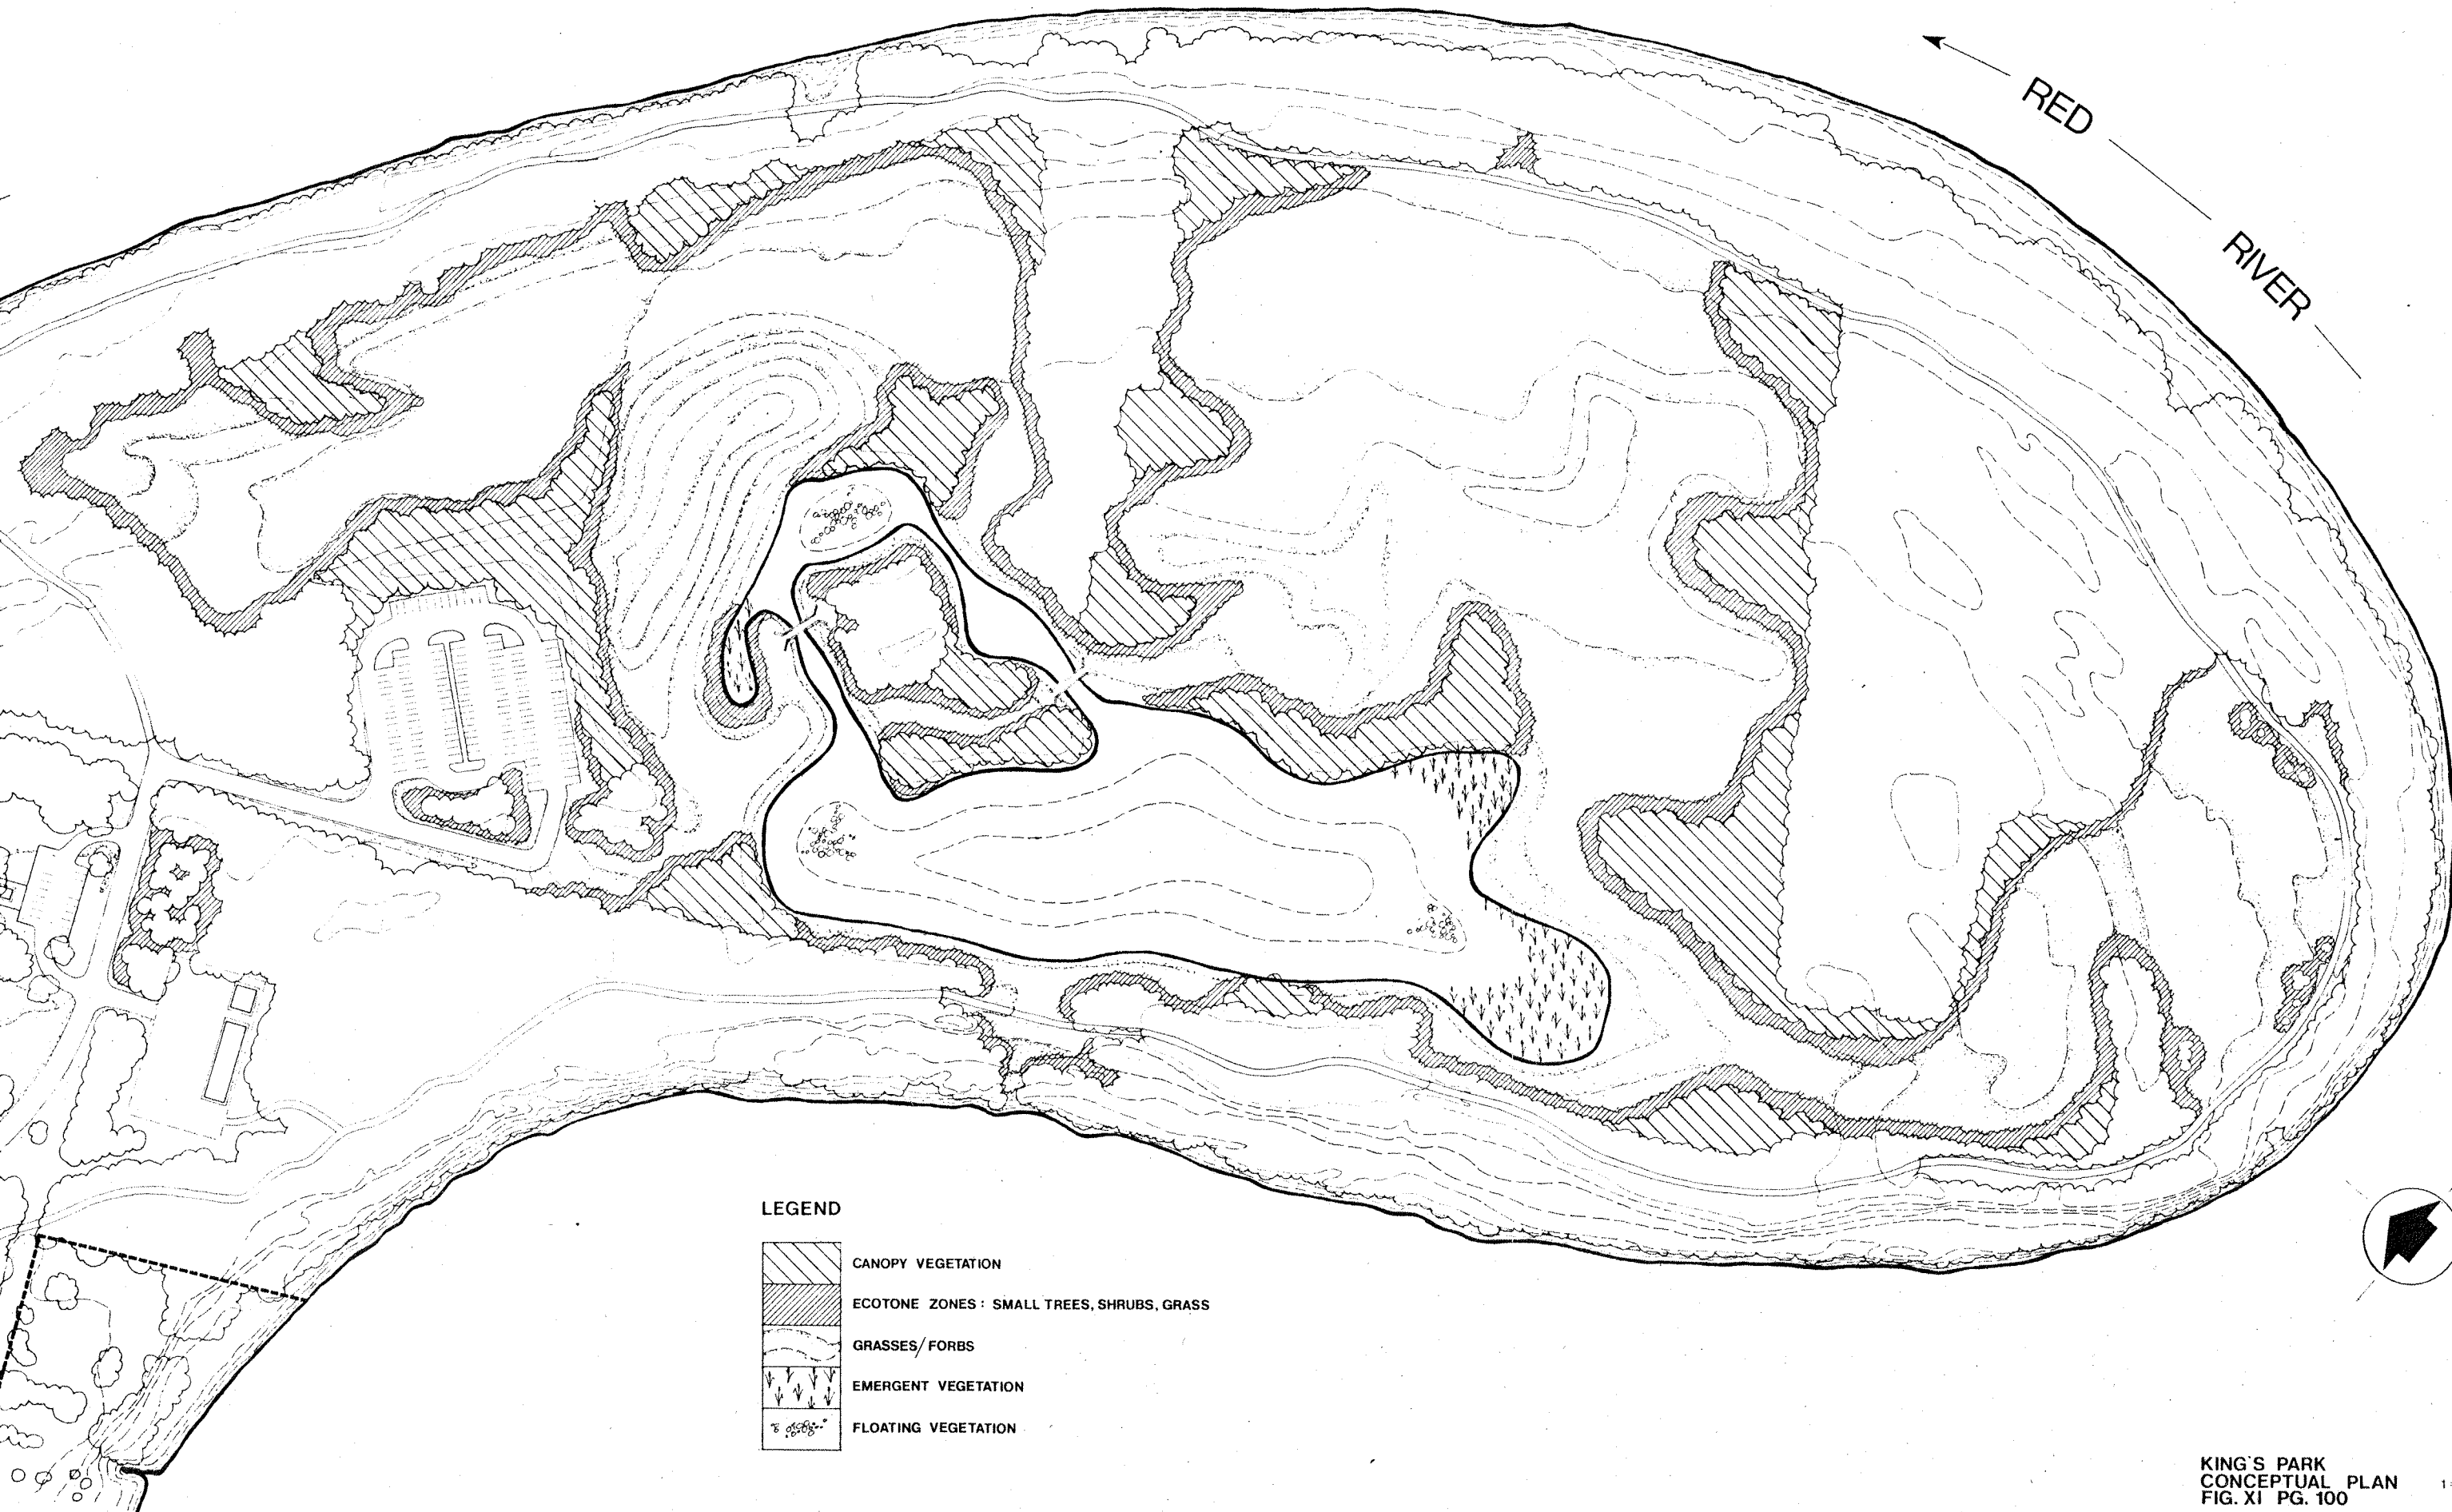 RED
RIVER
LEGEND
CANOPY VEGETATION
ECOTONE ZONES: SMALL TREES, SHRUBS, GRASS
GRASSES/FORBS
EMERGENT VEGETATION
FLOATING VEGETATION
KING'S PARK
CONCEPTUAL PLAN
FIG. XI PG. 100